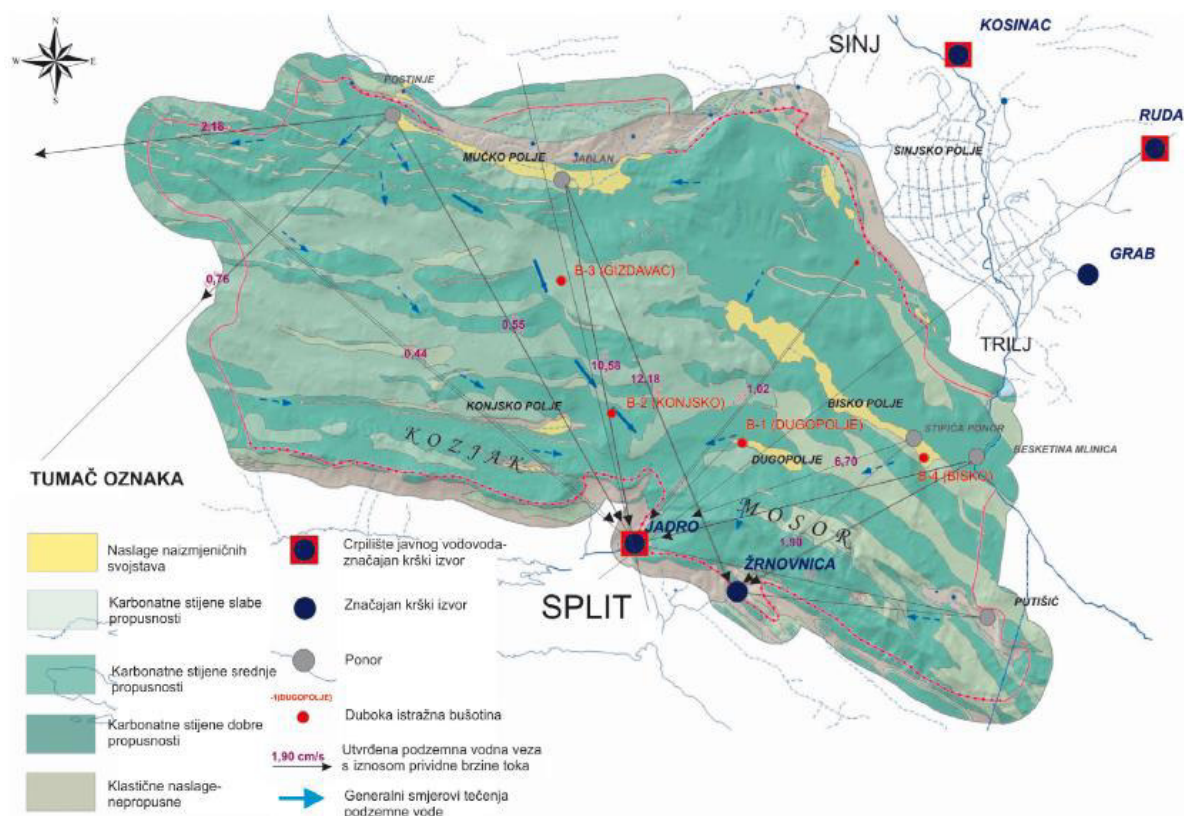 N
W
E
S
KOSINAC
SINJ
RUDA
POSTINJE
2,18
MUĆKO POLJE
JABLAN
SINJSKO POLJE
GRAB
B-3 (GIZDAVAC)
0,76
0,55
TRILJ
0,44
10,58
12,18
1,02
KONJSKO POLJE
B-2 (KONJSKO)
BISKO POLJE
B-1 (DUGOPOLJE)
STIPIĆA PONOR
KOZJAK
DUGOPOLJE
6,70
BESKETINA MLINICA
B-4 (BISKO)
MOSOR
JADRO
1,90
ŽRNOVNICA
SPLIT
PUTIŠIĆ
TUMAČ OZNAKA
Naslage naizmjeničnih
svojstava
Karbonatne stijene slabe
propusnosti
Karbonatne stijene srednje
propusnosti
Karbonatne stijene dobre
propusnosti
Klastične naslage-
nepropusne
Crpilište javnog vodovoda-
značajan krški izvor
Značajan krški izvor
Ponor
-1(DUGOPOLJE)
Duboka istražna bušotina
1,90 cm/s
Utvrđena podzemna vodna veza
s iznosom prividne brzine toka
Generalni smjerovi tečenja
podzemne vode